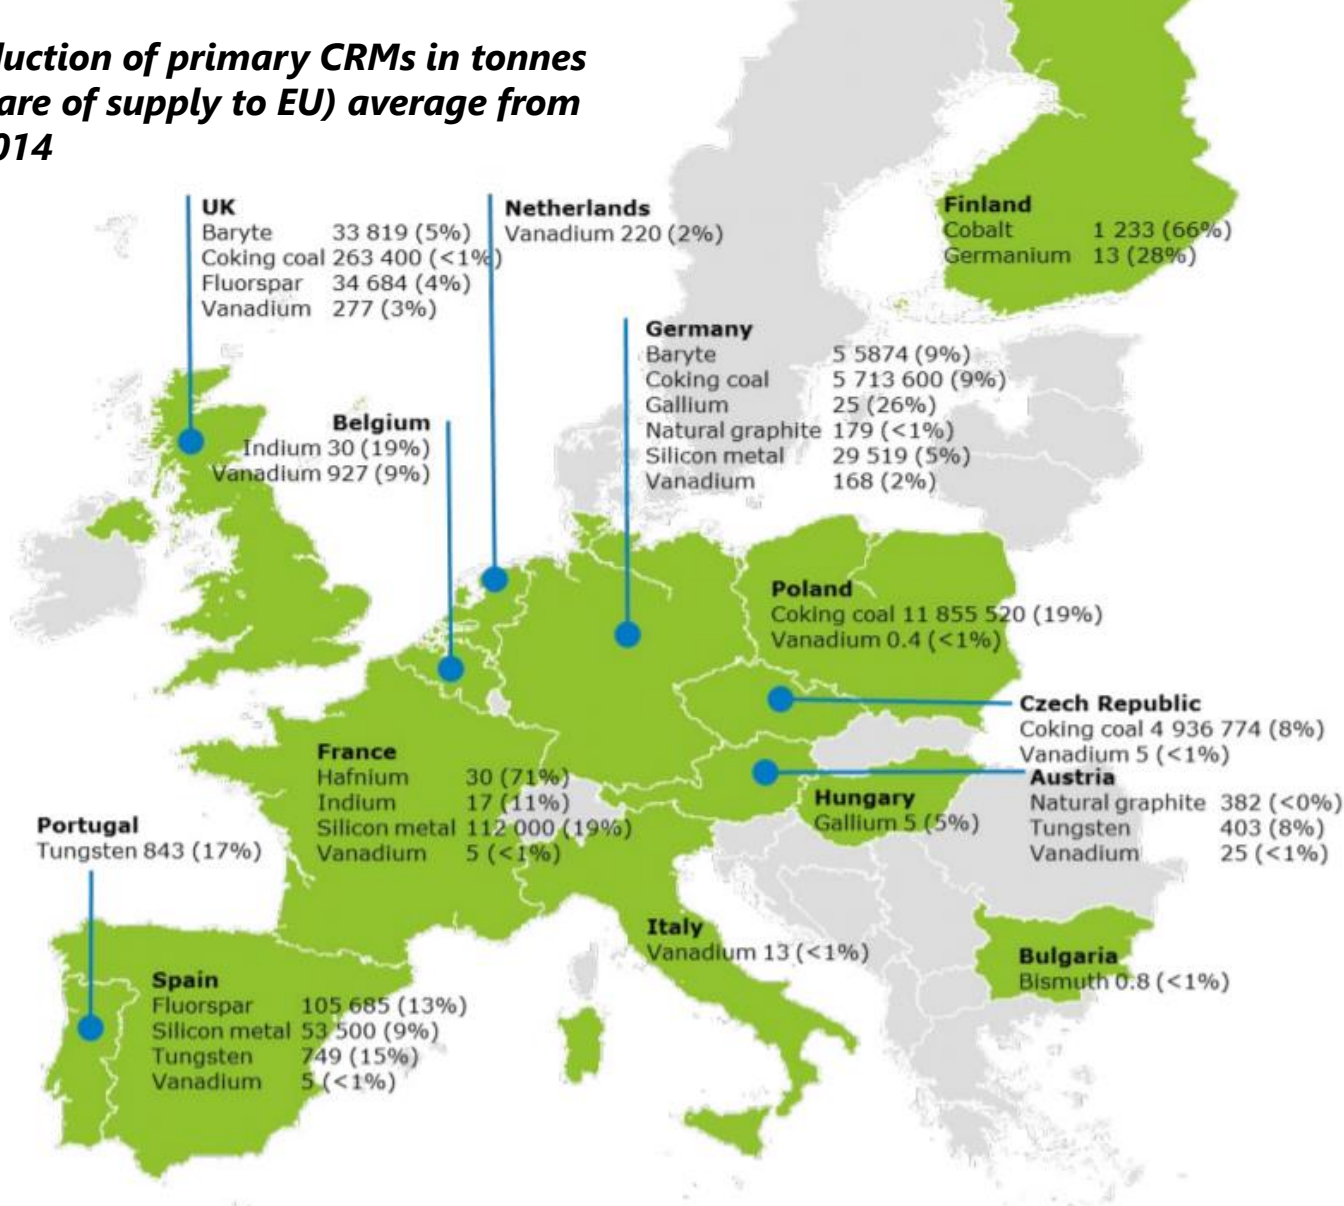 duction of primary CRMs in tonnes
are of supply to EU) average from
014
UK
Baryte 33 819 (5%)
Coking coal 263 400 (<1%)
Fluorspar 34 684 (4%)
Vanadium 277 (3%)
Netherlands
Vanadium 220 (2%)
Finland
Cobalt 1 233 (66%)
Germanium 13 (28%)
Germany
Baryte 5 5874 (9%)
Coking coal 5 713 600 (9%)
Gallium 25 (26%)
Natural graphite 179 (<1%)
Silicon metal 29 519 (5%)
Vanadium 168 (2%)
Belgium
Indium 30 (19%)
Vanadium 927 (9%)
Poland
Coking coal 11 855 520 (19%)
Vanadium 0.4 (<1%)
Czech Republic
Coking coal 4 936 774 (8%)
Vanadium 5 (<1%)
France
Hafnium 30 (71%)
Indium 17 (11%)
Silicon metal 112 000 (19%)
Vanadium 5 (<1%)
Austria
Natural graphite 382 (<0%)
Tungsten 403 (8%)
Vanadium 25 (<1%)
Hungary
Gallium 5 (5%)
Portugal
Tungsten 843 (17%)
Italy
Vanadium 13 (<1%)
Bulgaria
Bismuth 0.8 (<1%)
Spain
Fluorspar 105 685 (13%)
Silicon metal 53 500 (9%)
Tungsten 749 (15%)
Vanadium 5 (<1%)